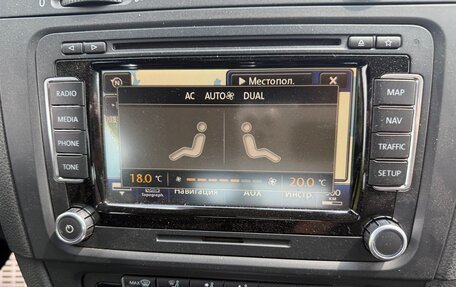 RADIO
MEDIA
PHONE
TONE
MAP
NAV
TRAFFIC
SETUP
Местопол.
AC AUTO DUAL
18.0 °C
20.0 °C
Навигация AUX Инстр.
MAX